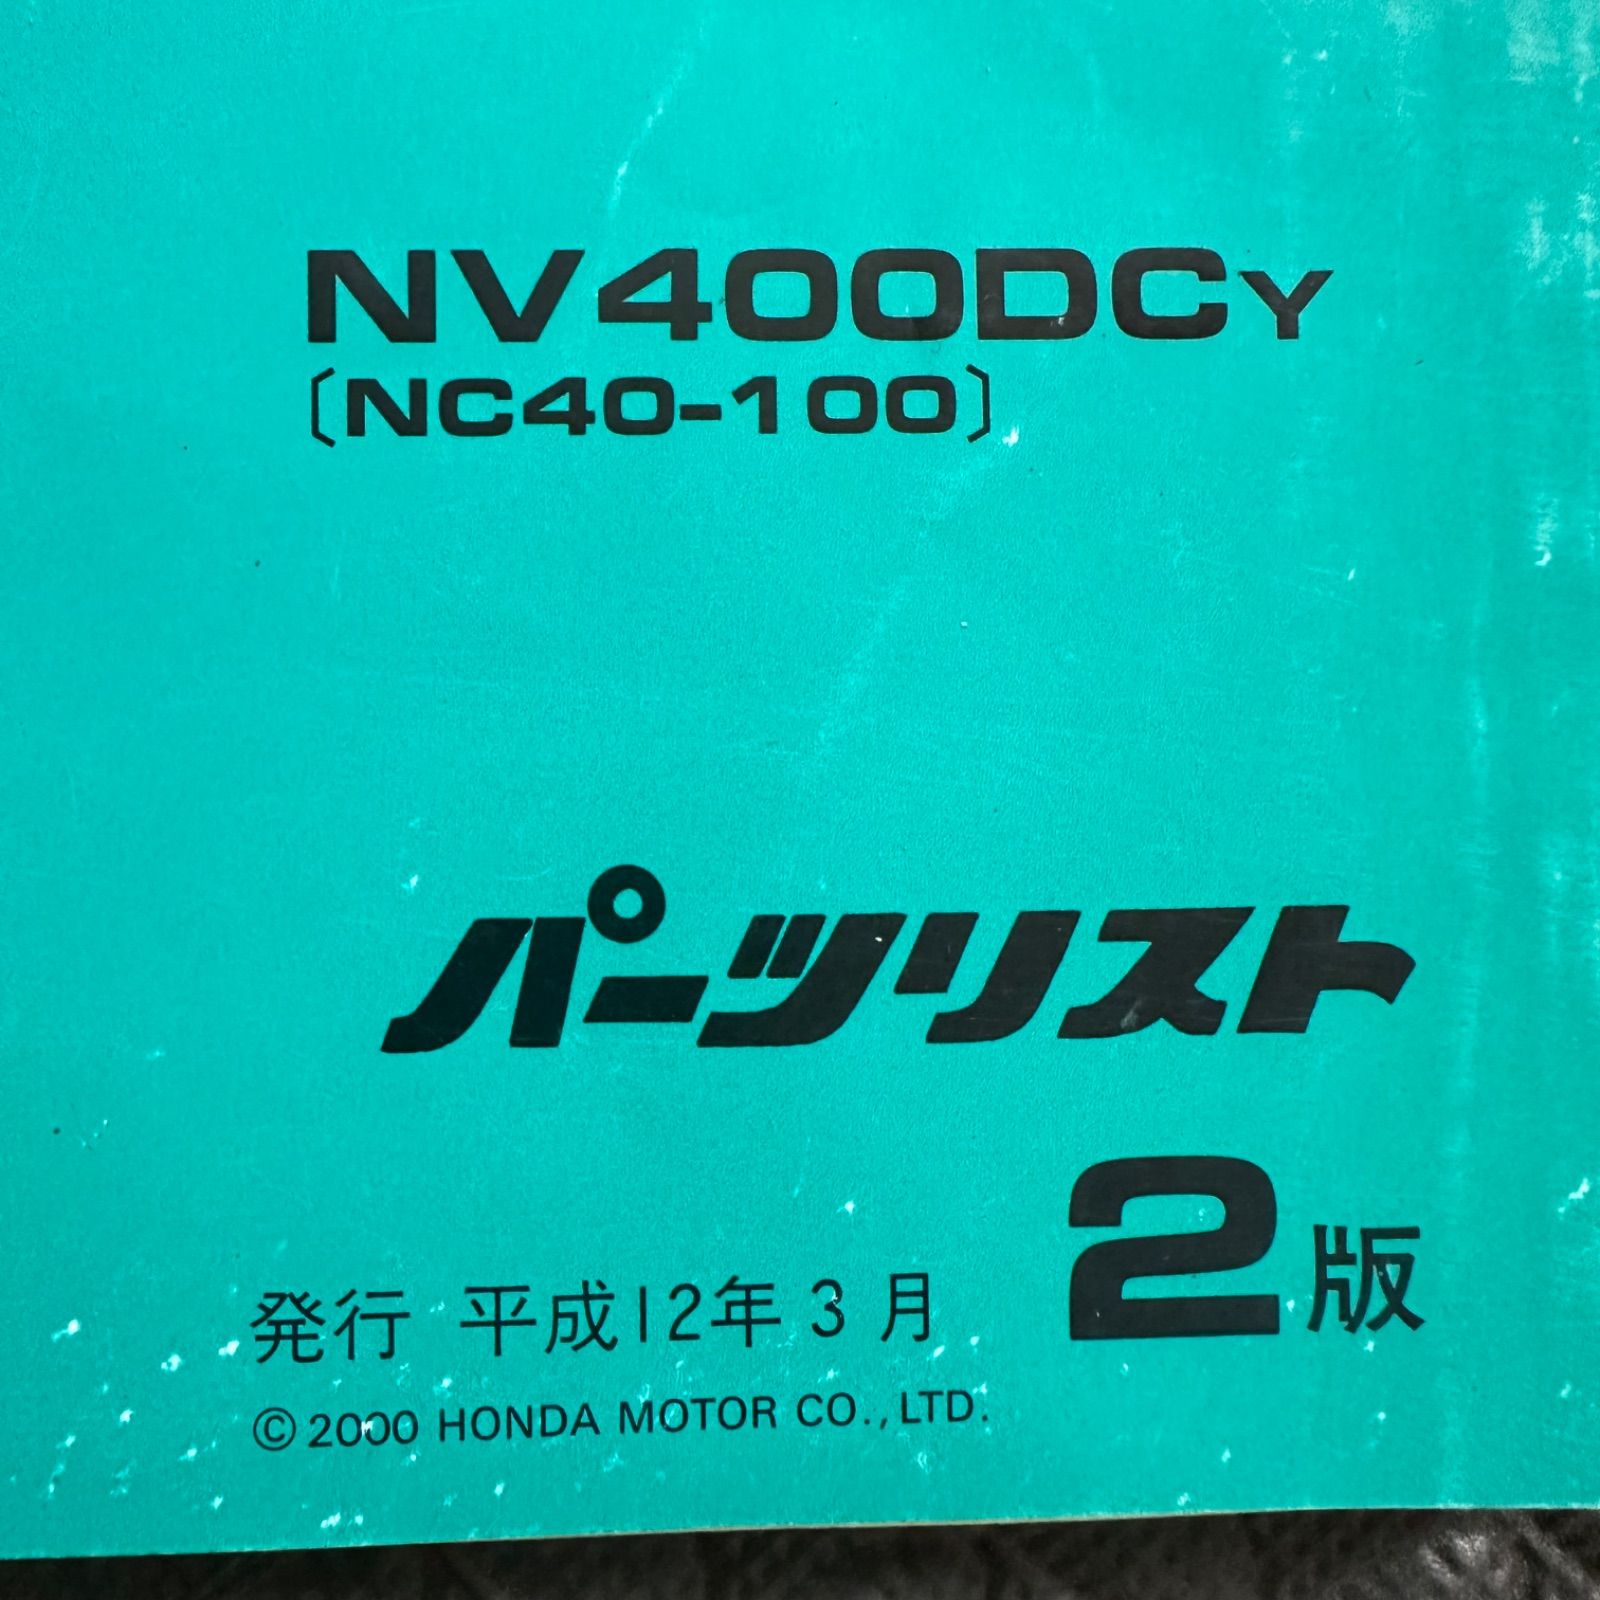 NV400DCY
〔NC40-100〕
パーツリスト
2版
発行 平成12年3月
© 2000 HONDA MOTOR CO., LTD.